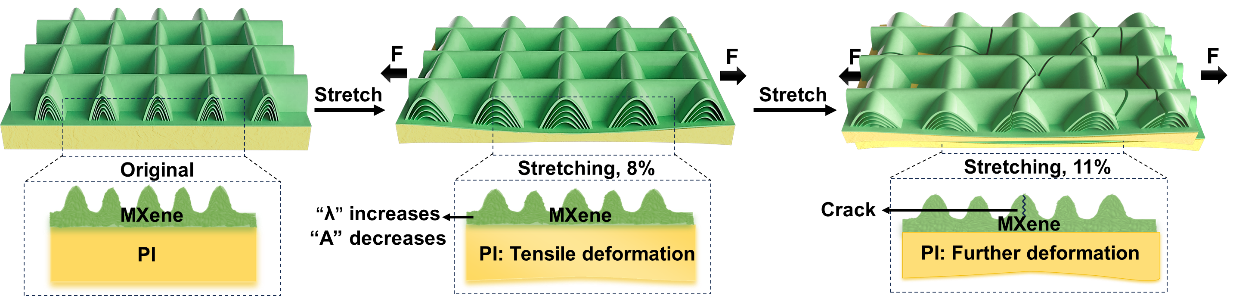 F
F
F
F
Stretch
Stretch
Original
Stretching, 8%
Stretching, 11%
MXene
PI
“λ” increases
“A” decreases
MXene
PI: Tensile deformation
Crack
MXene
PI: Further deformation